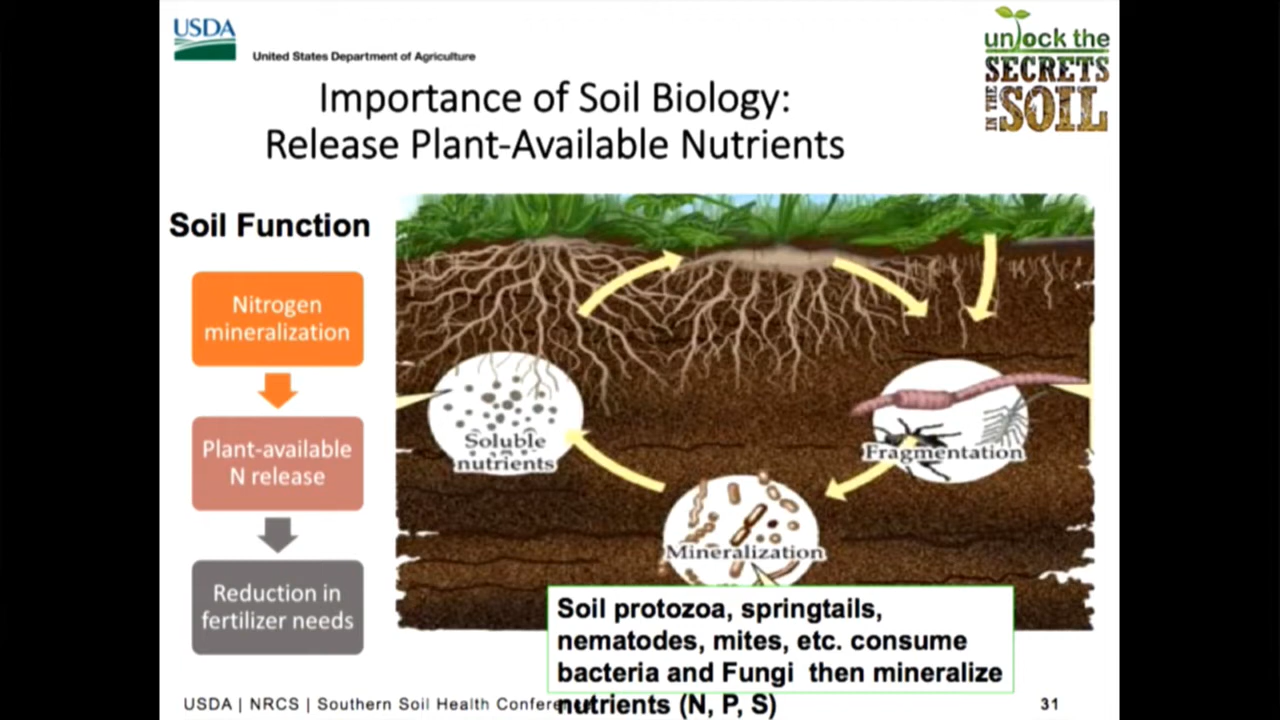 USDA
United States Department of Agriculture
unlock the
SECRETS
IN THE
SOIL
Importance of Soil Biology:
Release Plant-Available Nutrients
Soil Function
Nitrogen
mineralization
Plant-available
N release
Reduction in
fertilizer needs
Soluble
nutrients
Fragmentation
Mineralization
Soil protozoa, springtails,
nematodes, mites, etc. consume
bacteria and Fungi then mineralize
nutrients (N, P, S)
USDA | NRCS | Southern Soil Health
31